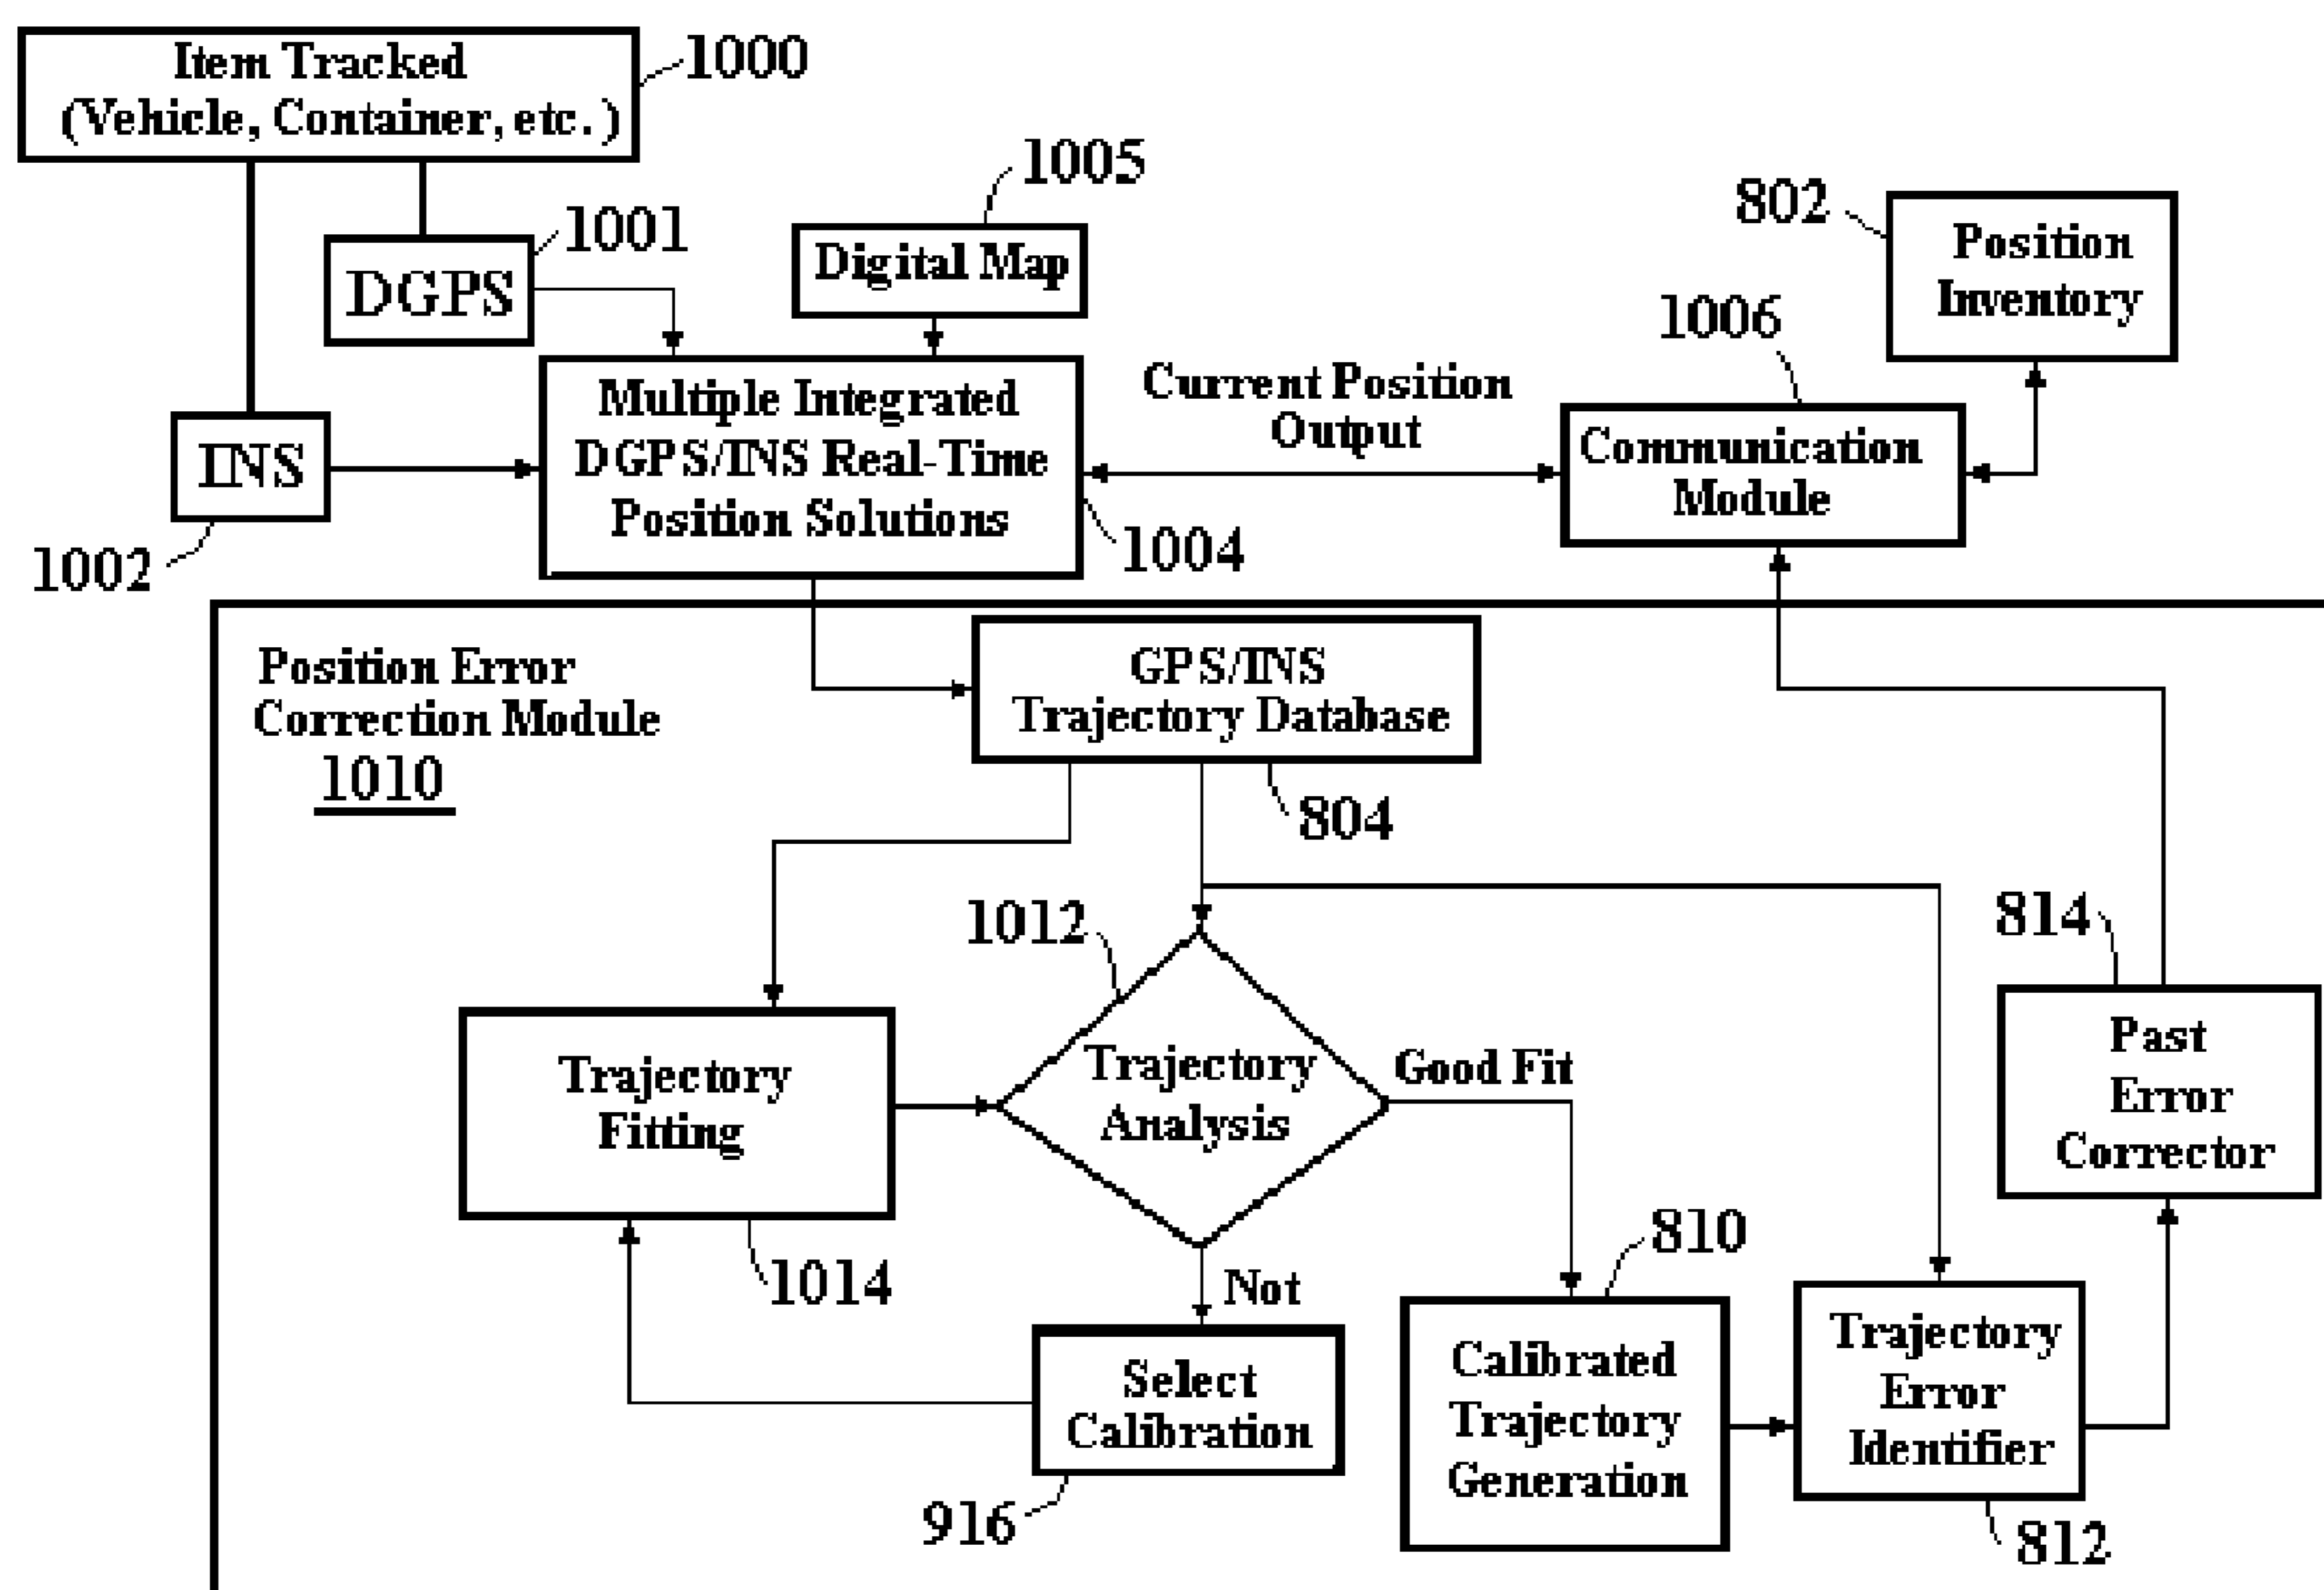 Item Tracked
(Vehicle, Container, etc. )
1000
1005
802
Position
Inventory
1001
DGPS
Digital Map
1006
Multiple Integrated
DGPS/INS Real-Time
Position Solutions
Current Position
Output
Communication
Module
INS
1002
1004
Position Error
Correction Module
1010
GPS/INS
Trajectory Database
804
1012
814
Past
Error
Corrector
Trajectory
Fitting
Trajectory
Analysis
Good Fit
1014
Not
810
Select
Calibration
Calibrated
Trajectory
Generation
Trajectory
Error
Identifier
916
812